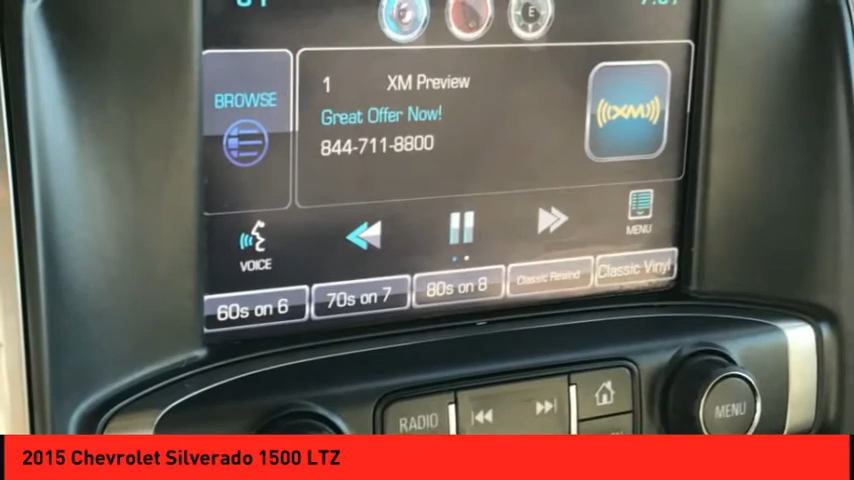 BROWSE
1 XM Preview
Great Offer Now!
844-711-8800
((XM))
VOICE
MENU
60s on 6
70s on 7
80s on 8
Classic Rewind
Classic Vinyl
RADIO
MENU
2015 Chevrolet Silverado 1500 LTZ